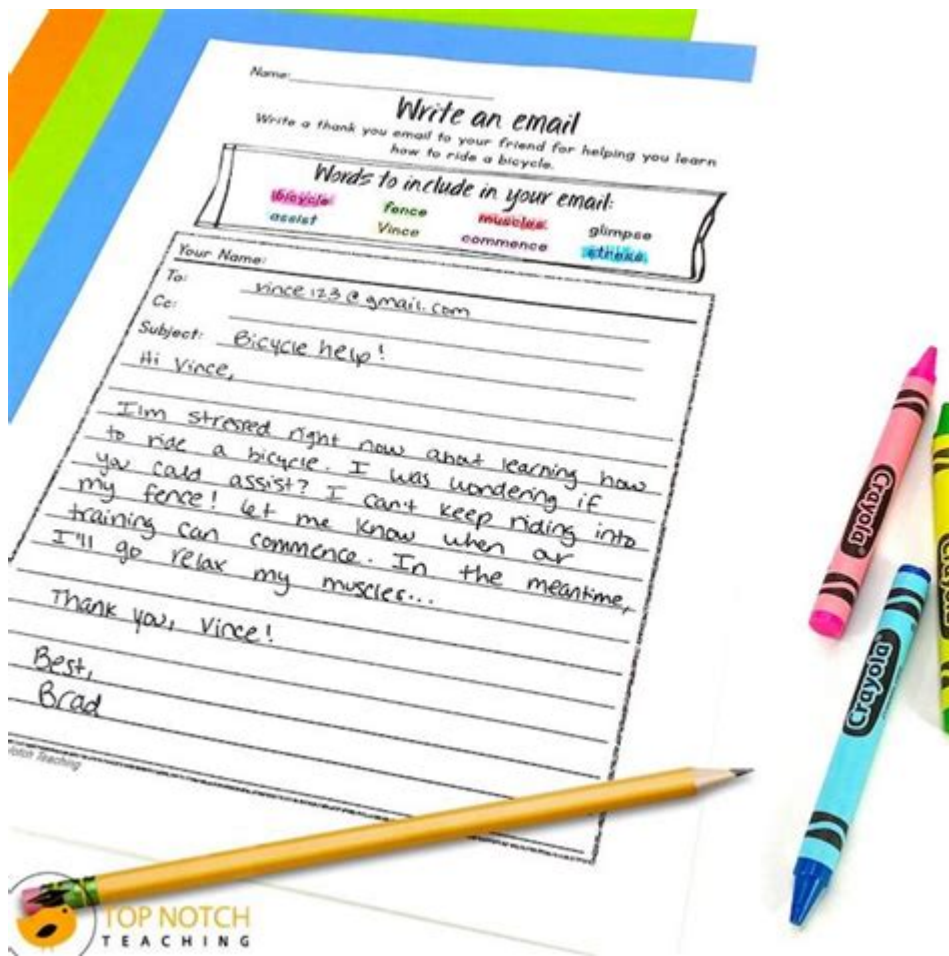 Name:
Write an email
Write a thank you email to your friend for helping you learn
how to ride a bicycle.
Words to include in your email:
bicycle fence muscles glimpse
assist Vince commence
Your Name:
To: vince123@gmail.com
Cc:
Subject: Bicycle help!
Hi Vince,
I'm stressed right now about learning how
to ride a bicycle. I was wondering if
you could assist? I can't keep riding into
my fence! Let me know when our
training can commence. In the meantime,
I'll go relax my muscles...
Thank you, Vince!
Best,
Brad
Notch Teaching
TOP NOTCH
TEACHING
Crayola
Crayola